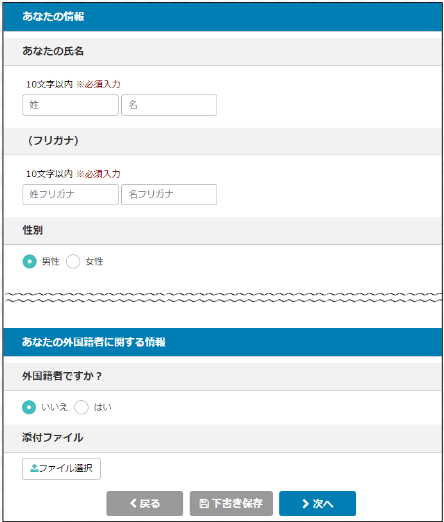 あなたの情報
あなたの氏名
10文字以内 ※必須入力
姓 名
（フリガナ）
10文字以内 ※必須入力
姓フリガナ 名フリガナ
性別
男性 女性
あなたの外国籍者に関する情報
外国籍者ですか？
いいえ はい
添付ファイル
ファイル選択
戻る 下書き保存 次へ